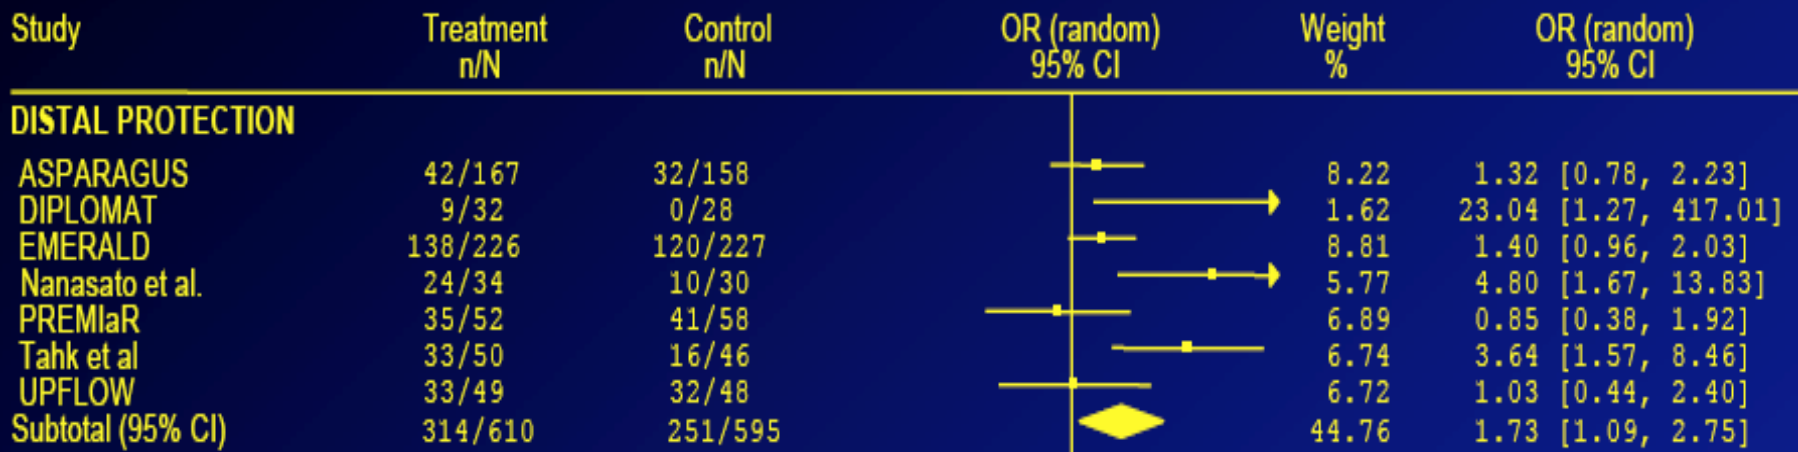 Study Treatment Control OR (random) Weight OR (random)
n/N n/N 95% CI % 95% CI
DISTAL PROTECTION
ASPARAGUS 42/167 32/158 8.22 1.32 [0.78, 2.23]
DIPLOMAT 9/32 0/28 1.62 23.04 [1.27, 417.01]
EMERALD 138/226 120/227 8.81 1.40 [0.96, 2.03]
Nanasato et al. 24/34 10/30 5.77 4.80 [1.67, 13.83]
PREMIaR 35/52 41/58 6.89 0.85 [0.38, 1.92]
Tahk et al 33/50 16/46 6.74 3.64 [1.57, 8.46]
UPFLOW 33/49 32/48 6.72 1.03 [0.44, 2.40]
Subtotal (95% CI) 314/610 251/595 44.76 1.73 [1.09, 2.75]